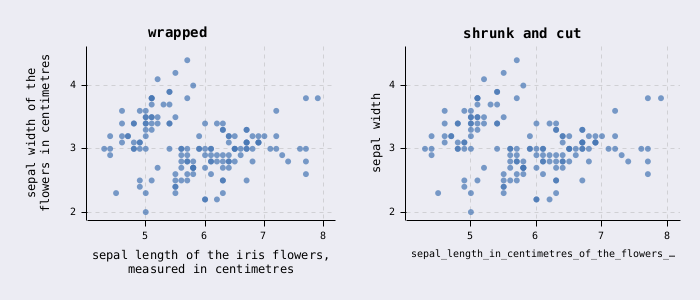 wrapped
sepal width of the
flowers in centimetres
4
3
2
5 6 7 8
sepal length of the iris flowers,
measured in centimetres
shrunk and cut
sepal width
4
3
2
5 6 7 8
sepal_length_in_centimetres_of_the_flowers_…